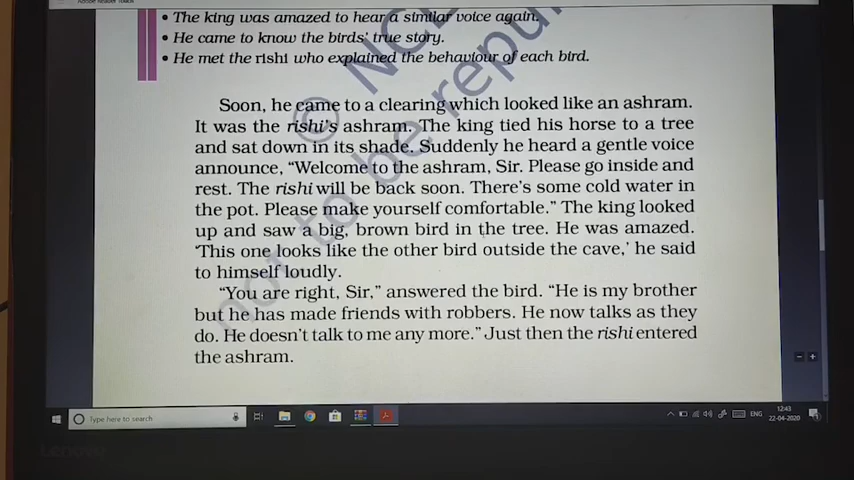 • The king was amazed to hear a similar voice again.
• He came to know the birds' true story.
• He met the rishi who explained the behaviour of each bird.
Soon, he came to a clearing which looked like an ashram.
It was the rishi's ashram. The king tied his horse to a tree
and sat down in its shade. Suddenly he heard a gentle voice
announce, “Welcome to the ashram, Sir. Please go inside and
rest. The rishi will be back soon. There's some cold water in
the pot. Please make yourself comfortable.” The king looked
up and saw a big, brown bird in the tree. He was amazed.
‘This one looks like the other bird outside the cave,’ he said
to himself loudly.
“You are right, Sir,” answered the bird. “He is my brother
but he has made friends with robbers. He now talks as they
do. He doesn't talk to me any more.” Just then the rishi entered
the ashram.
© NCE
not to be repu
Type here to search
ENG
12:43
22-04-2020
Lenovo